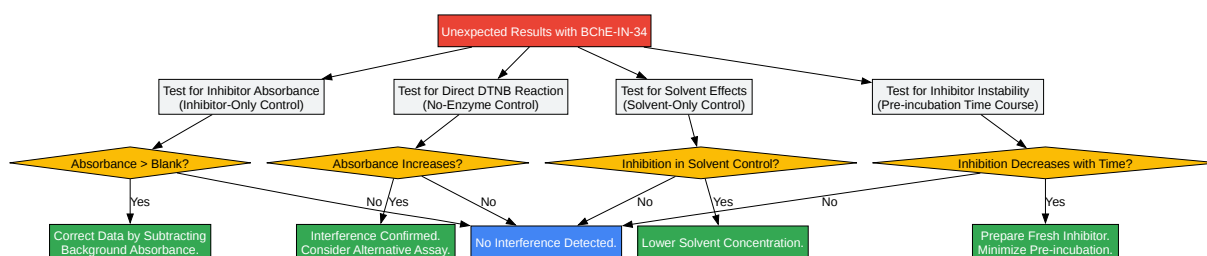 Unexpected Results with BChE-IN-34
Test for Inhibitor Absorbance
(Inhibitor-Only Control)
Test for Direct DTNB Reaction
(No-Enzyme Control)
Test for Solvent Effects
(Solvent-Only Control)
Test for Inhibitor Instability
(Pre-incubation Time Course)
Absorbance > Blank?
Absorbance Increases?
Inhibition in Solvent Control?
Inhibition Decreases with Time?
Yes
No
Yes
No
No
Yes
No
Yes
Correct Data by Subtracting
Background Absorbance.
Interference Confirmed.
Consider Alternative Assay.
No Interference Detected.
Lower Solvent Concentration.
Prepare Fresh Inhibitor.
Minimize Pre-incubation.